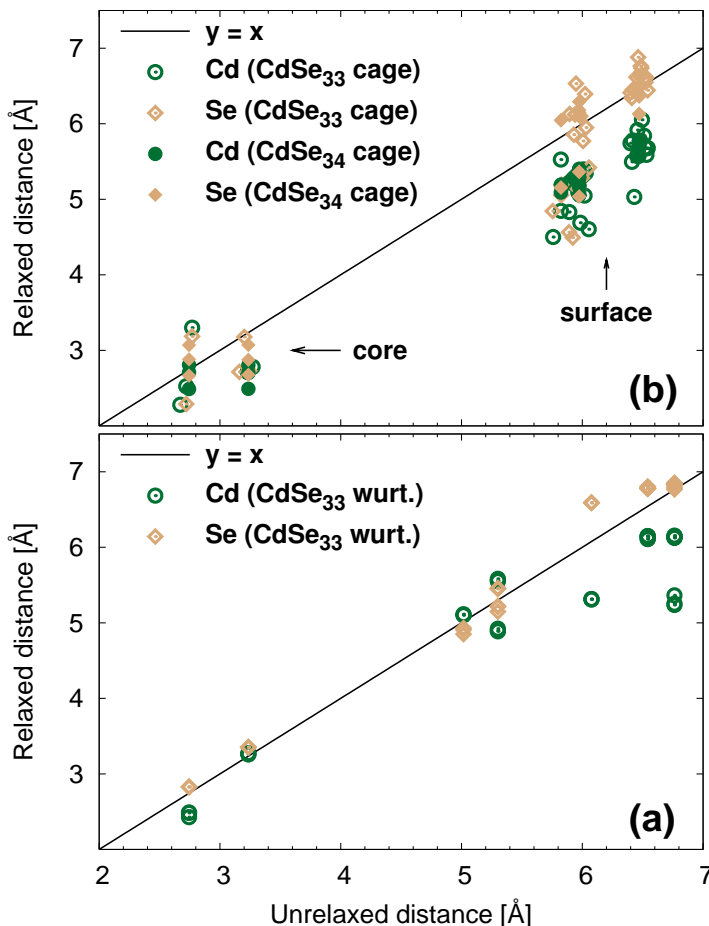 y = x
Cd (CdSe33 cage)
Se (CdSe33 cage)
Cd (CdSe34 cage)
Se (CdSe34 cage)
7
6
5
4
3
Relaxed distance [Å]
surface
core
(b)
y = x
Cd (CdSe33 wurt.)
Se (CdSe33 wurt.)
7
6
5
4
3
Relaxed distance [Å]
(a)
2 3 4 5 6 7
Unrelaxed distance [Å]